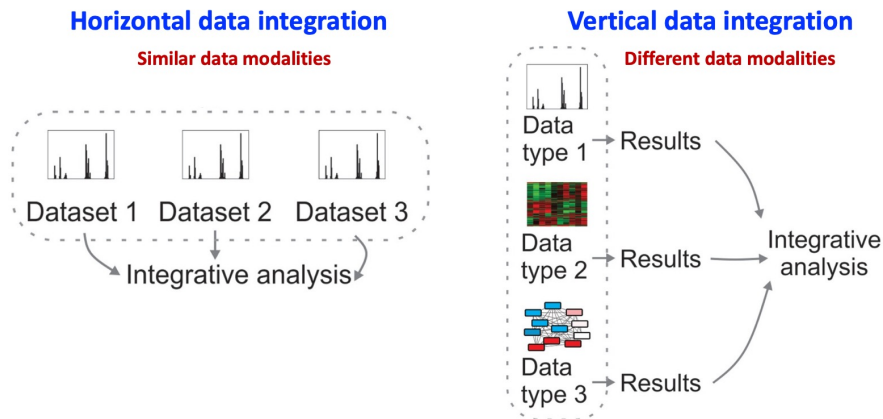 Horizontal data integration
Similar data modalities
Dataset 1
Dataset 2
Dataset 3
Integrative analysis
Vertical data integration
Different data modalities
Data
type 1
Results
Data
type 2
Results
Data
type 3
Results
Integrative
analysis